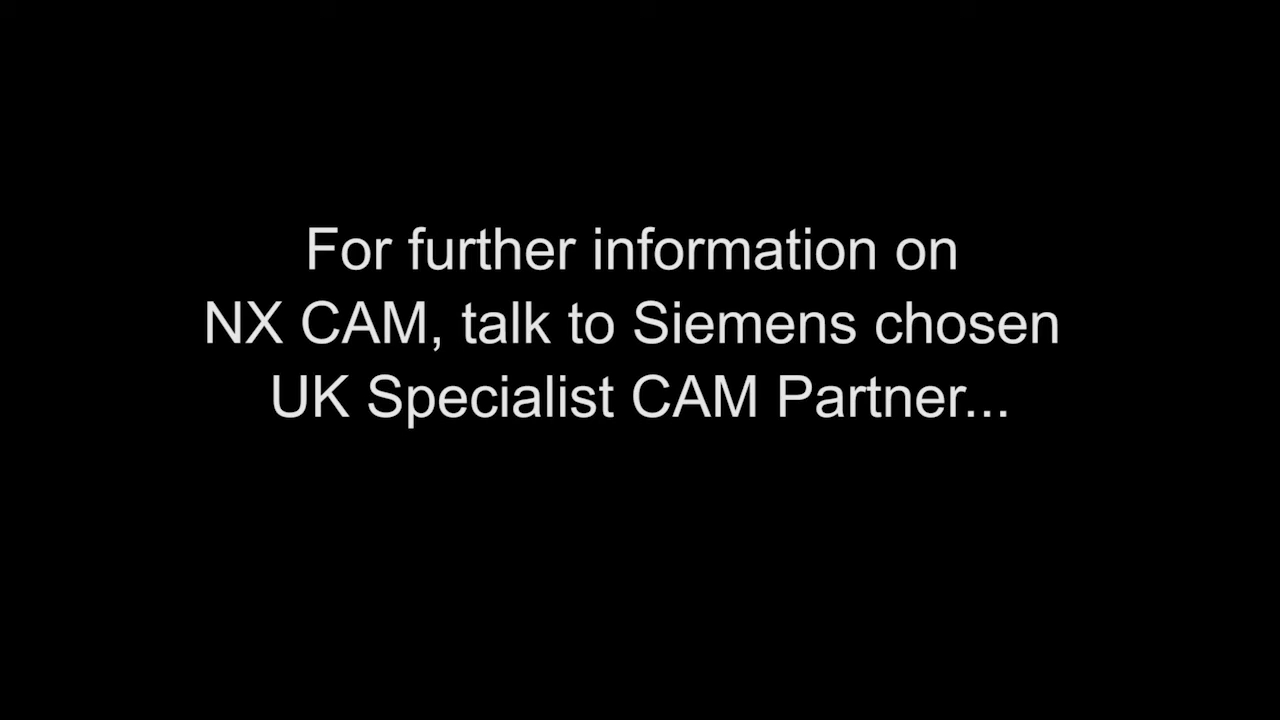 For further information on
NX CAM, talk to Siemens chosen
UK Specialist CAM Partner...